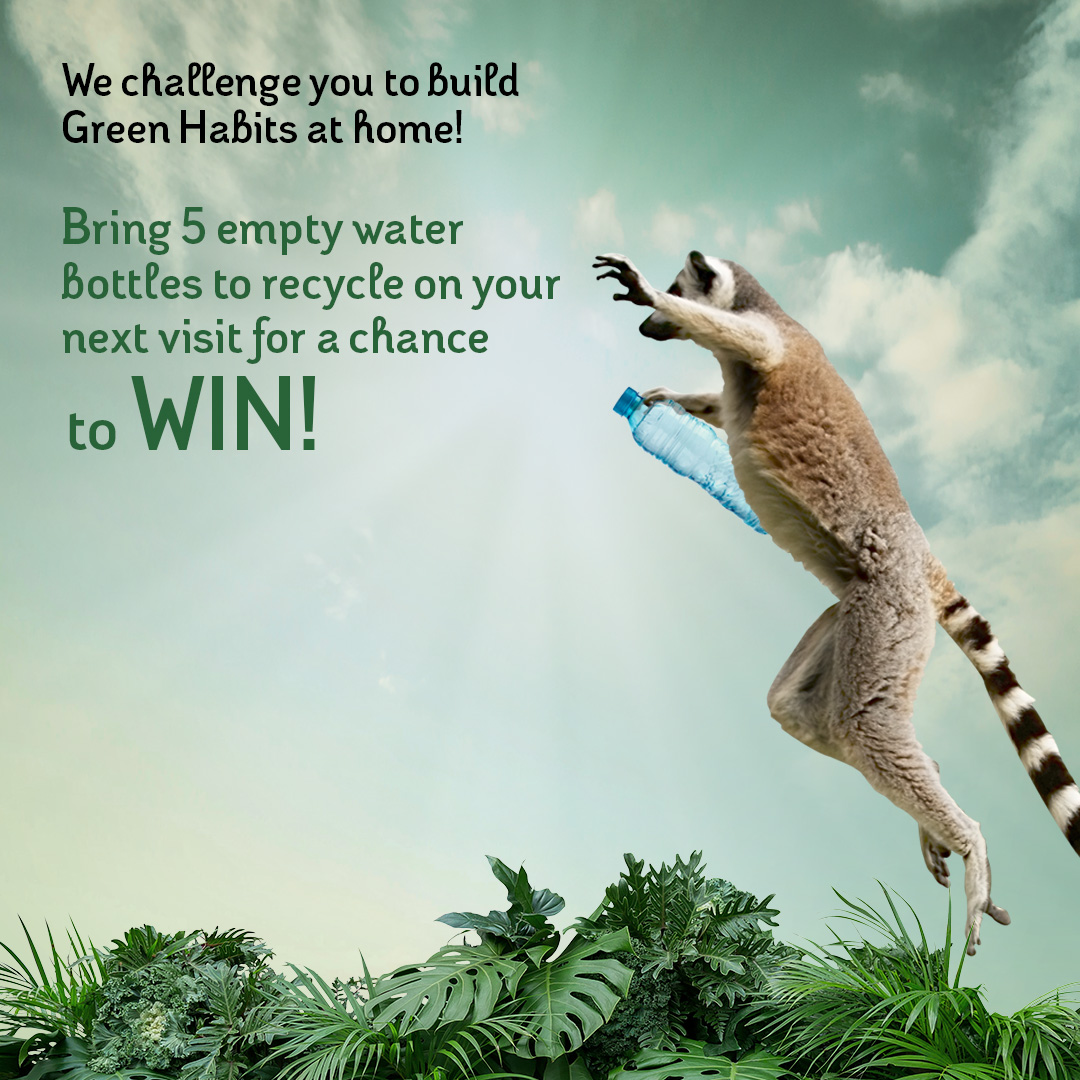 We challenge you to build
Green Habits at home!
Bring 5 empty water
bottles to recycle on your
next visit for a chance
to WIN!